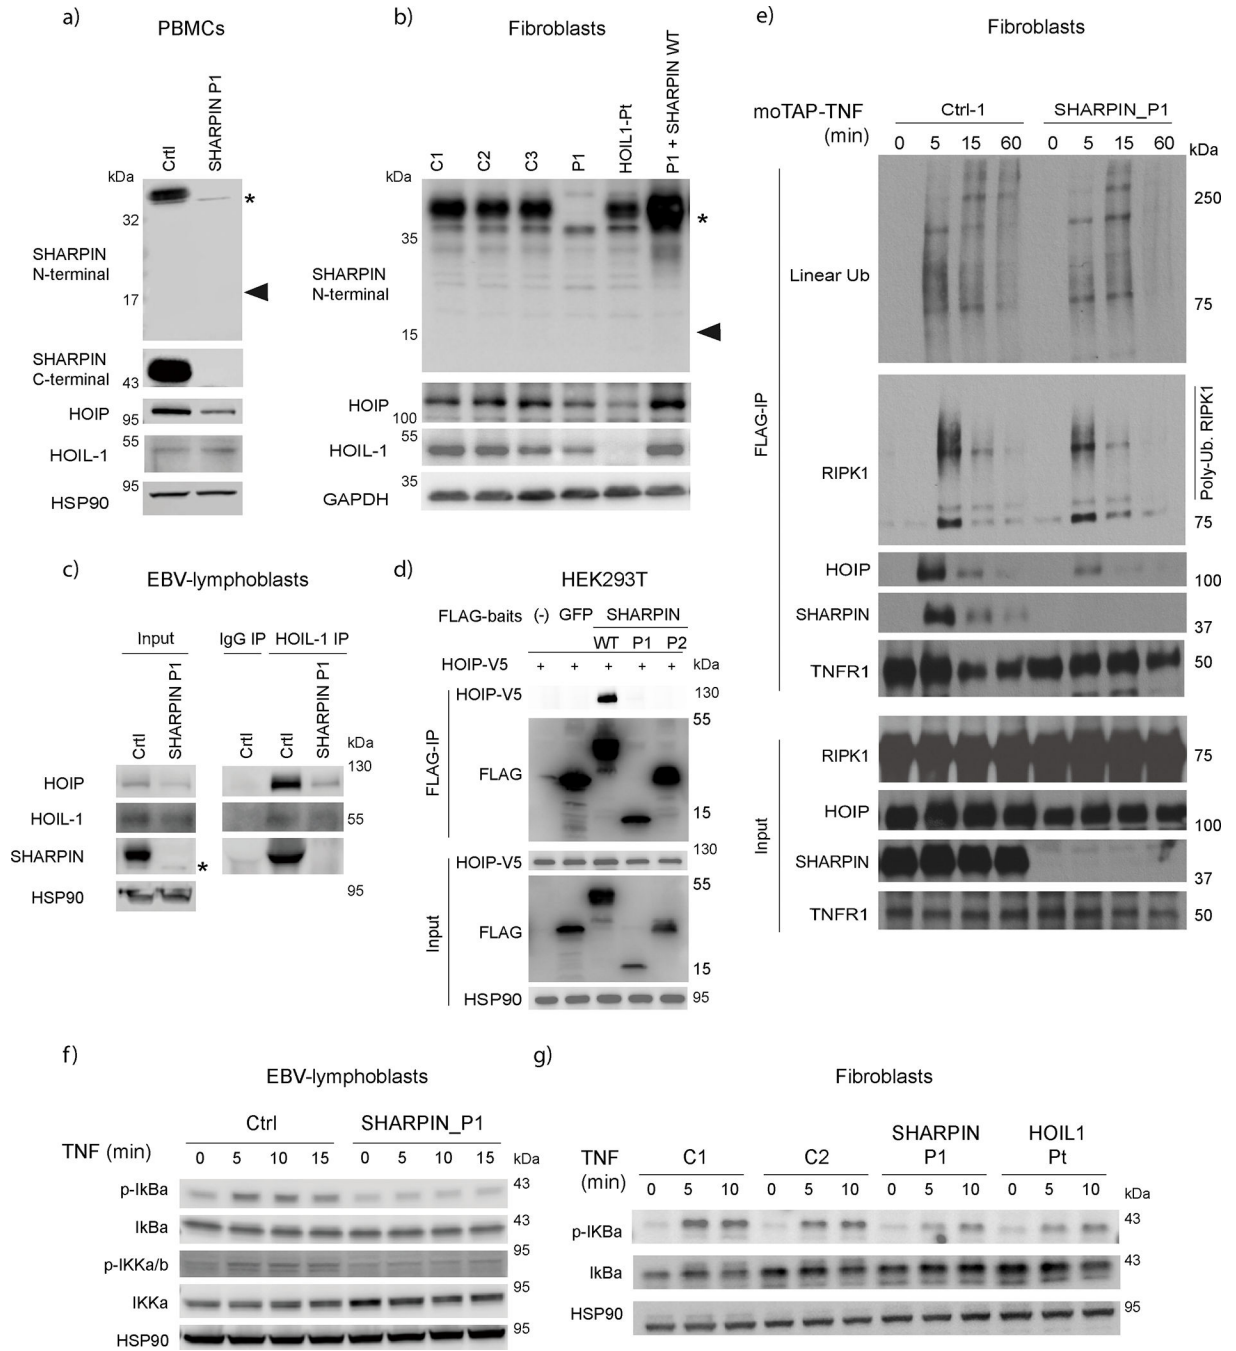 a)
PBMCs
Crtl
SHARPIN P1
kDa
*
32
SHARPIN
N-terminal
17
SHARPIN
C-terminal
43
HOIP
95
55
HOIL-1
95
HSP90
b)
Fibroblasts
C1
C2
C3
P1
HOIL1-Pt
P1 + SHARPIN WT
kDa
*
35
SHARPIN
N-terminal
15
HOIP
100
55
HOIL-1
35
GAPDH
c)
EBV-lymphoblasts
Input
IgG IP
HOIL-1 IP
Crtl
SHARPIN P1
Crtl
Crtl
SHARPIN P1
kDa
HOIP
130
HOIL-1
55
SHARPIN
*
HSP90
95
d)
HEK293T
FLAG-baits (-) GFP SHARPIN
WT P1 P2
HOIP-V5 + + + + + kDa
FLAG-IP
HOIP-V5
130
55
FLAG
15
Input
HOIP-V5
130
55
FLAG
15
HSP90
95
e)
Fibroblasts
moTAP-TNF
(min)
Ctrl-1
SHARPIN_P1
0 5 15 60 0 5 15 60
kDa
FLAG-IP
250
Linear Ub
75
RIPK1
Poly-Ub. RIPK1
75
HOIP
100
SHARPIN
37
TNFR1
50
Input
RIPK1
75
HOIP
100
SHARPIN
37
TNFR1
50
f)
EBV-lymphoblasts
Ctrl SHARPIN_P1
TNF (min) 0 5 10 15 0 5 10 15 kDa
p-IkBa
43
IkBa
43
p-IKKa/b
95
IKKa
95
HSP90
95
g)
Fibroblasts
TNF
(min)
C1
C2
SHARPIN
P1
HOIL1
Pt
0 5 10 0 5 10 0 5 10 0 5 10
kDa
p-IKBa
43
IkBa
43
HSP90
95